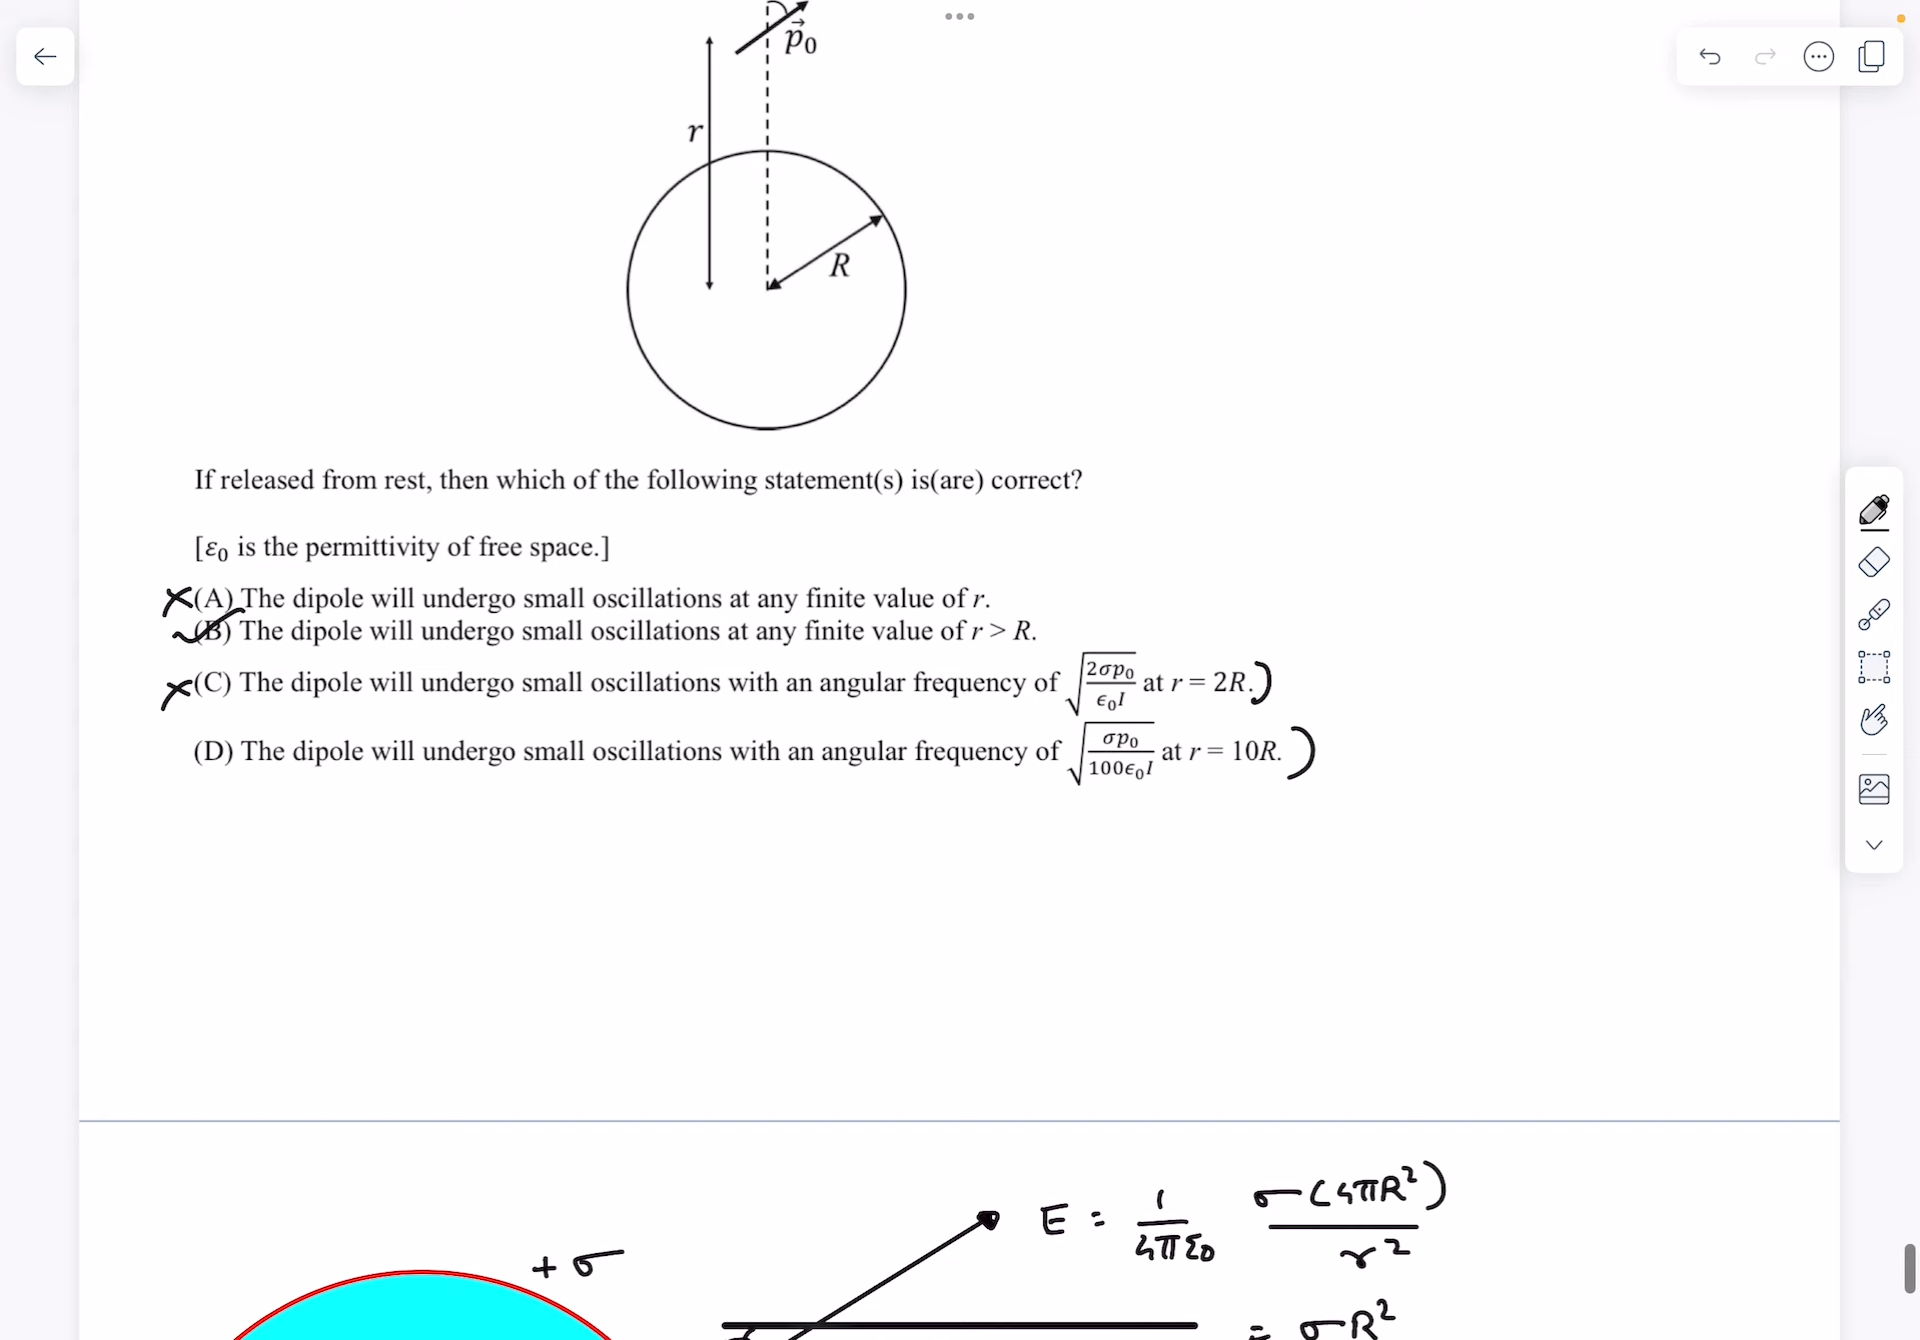 p⃗₀
r
R
If released from rest, then which of the following statement(s) is(are) correct?
[ε₀ is the permittivity of free space.]
(A) The dipole will undergo small oscillations at any finite value of r.
(B) The dipole will undergo small oscillations at any finite value of r > R.
(C) The dipole will undergo small oscillations with an angular frequency of √(2σp₀/ϵ₀I) at r = 2R.)
(D) The dipole will undergo small oscillations with an angular frequency of √(σp₀/100ϵ₀I) at r = 10R.)
E = 1/4πε₀ σ(4πR²)/r²
+σ
= σR²